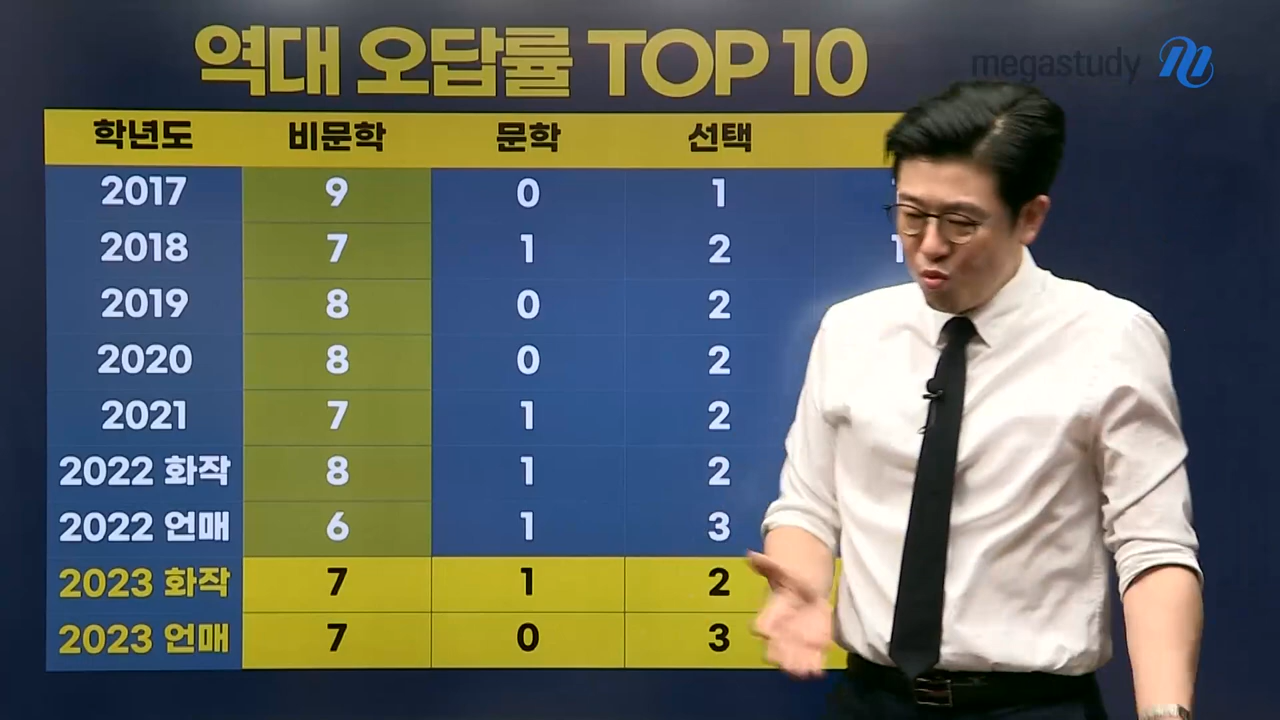 역대 오답률 TOP 10
megastudy
학년도 비문학 문학 선택
2017 9 0 1
2018 7 1 2
2019 8 0 2
2020 8 0 2
2021 7 1 2
2022 화작 8 1 2
2022 언매 6 1 3
2023 화작 7 1 2
2023 언매 7 0 3